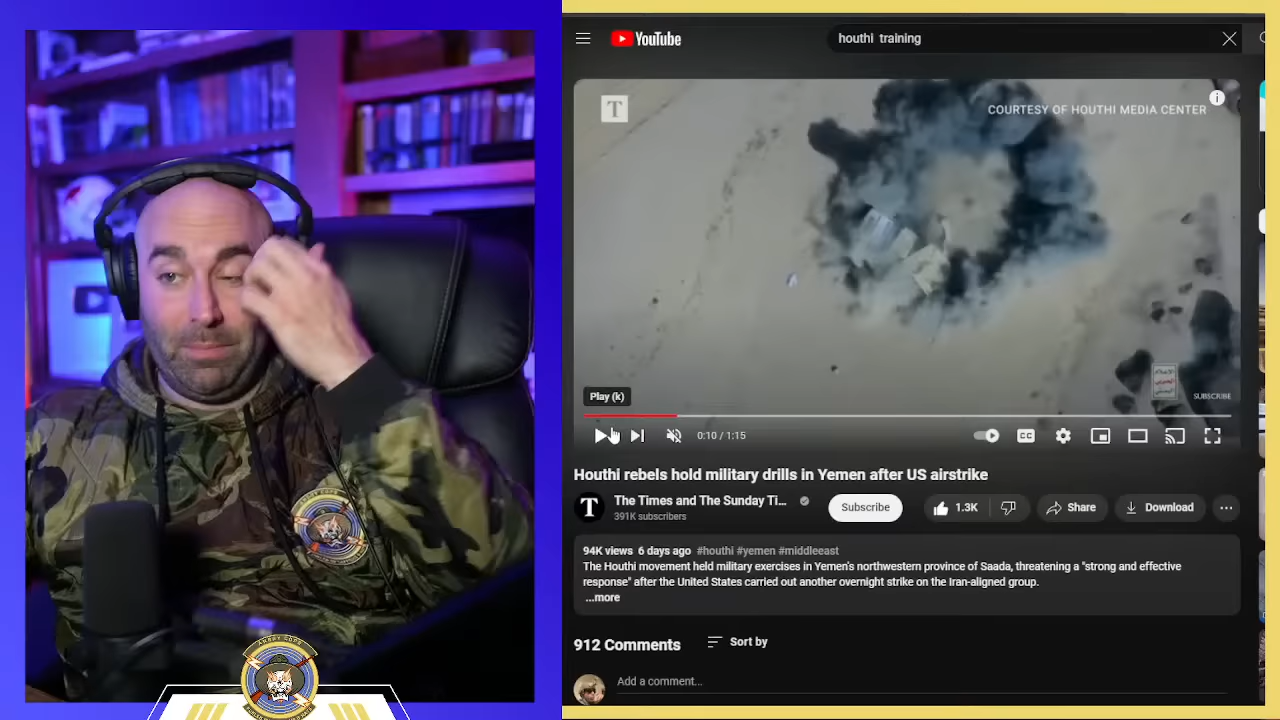 YouTube
houthi training
T
COURTESY OF HOUTHI MEDIA CENTER
Play (k)
SUBSCRIBE
0:10 / 1:15
CC
Houthi rebels hold military drills in Yemen after US airstrike
T
The Times and The Sunday Ti...
391K subscribers
Subscribe
1.3K
Share
Download
94K views 6 days ago #houthi #yemen #middleeast
The Houthi movement held military exercises in Yemen's northwestern province of Saada, threatening a "strong and effective
response" after the United States carried out another overnight strike on the Iran-aligned group.
...more
912 Comments
Sort by
Add a comment...
ANGRY COPS